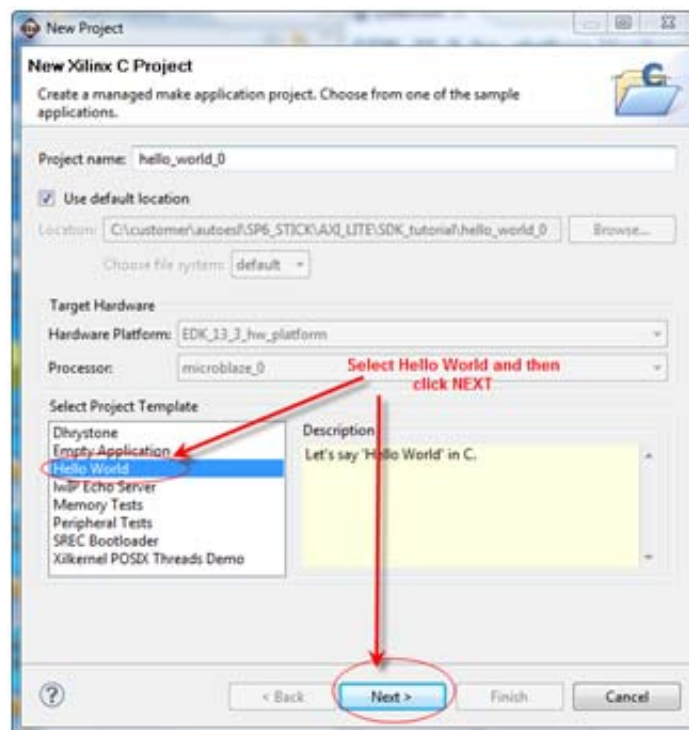 New Project
New Xilinx C Project
Create a managed make application project. Choose from one of the sample
applications.
Project name: hello_world_0
Use default location
Location: C:\customer\autoesl\SP6_STICK\AXI_LITE\SDK_tutorial\hello_world_0 Browse...
Choose file system: default
Target Hardware
Hardware Platform: EDK_13_3_hw_platform
Processor: microblaze_0
Select Hello World and then
click NEXT
Select Project Template
Dhrystone
Empty Application
Hello World
lwIP Echo Server
Memory Tests
Peripheral Tests
SREC Bootloader
Xilkernel POSIX Threads Demo
Description
Let's say 'Hello World' in C.
< Back Next > Finish Cancel